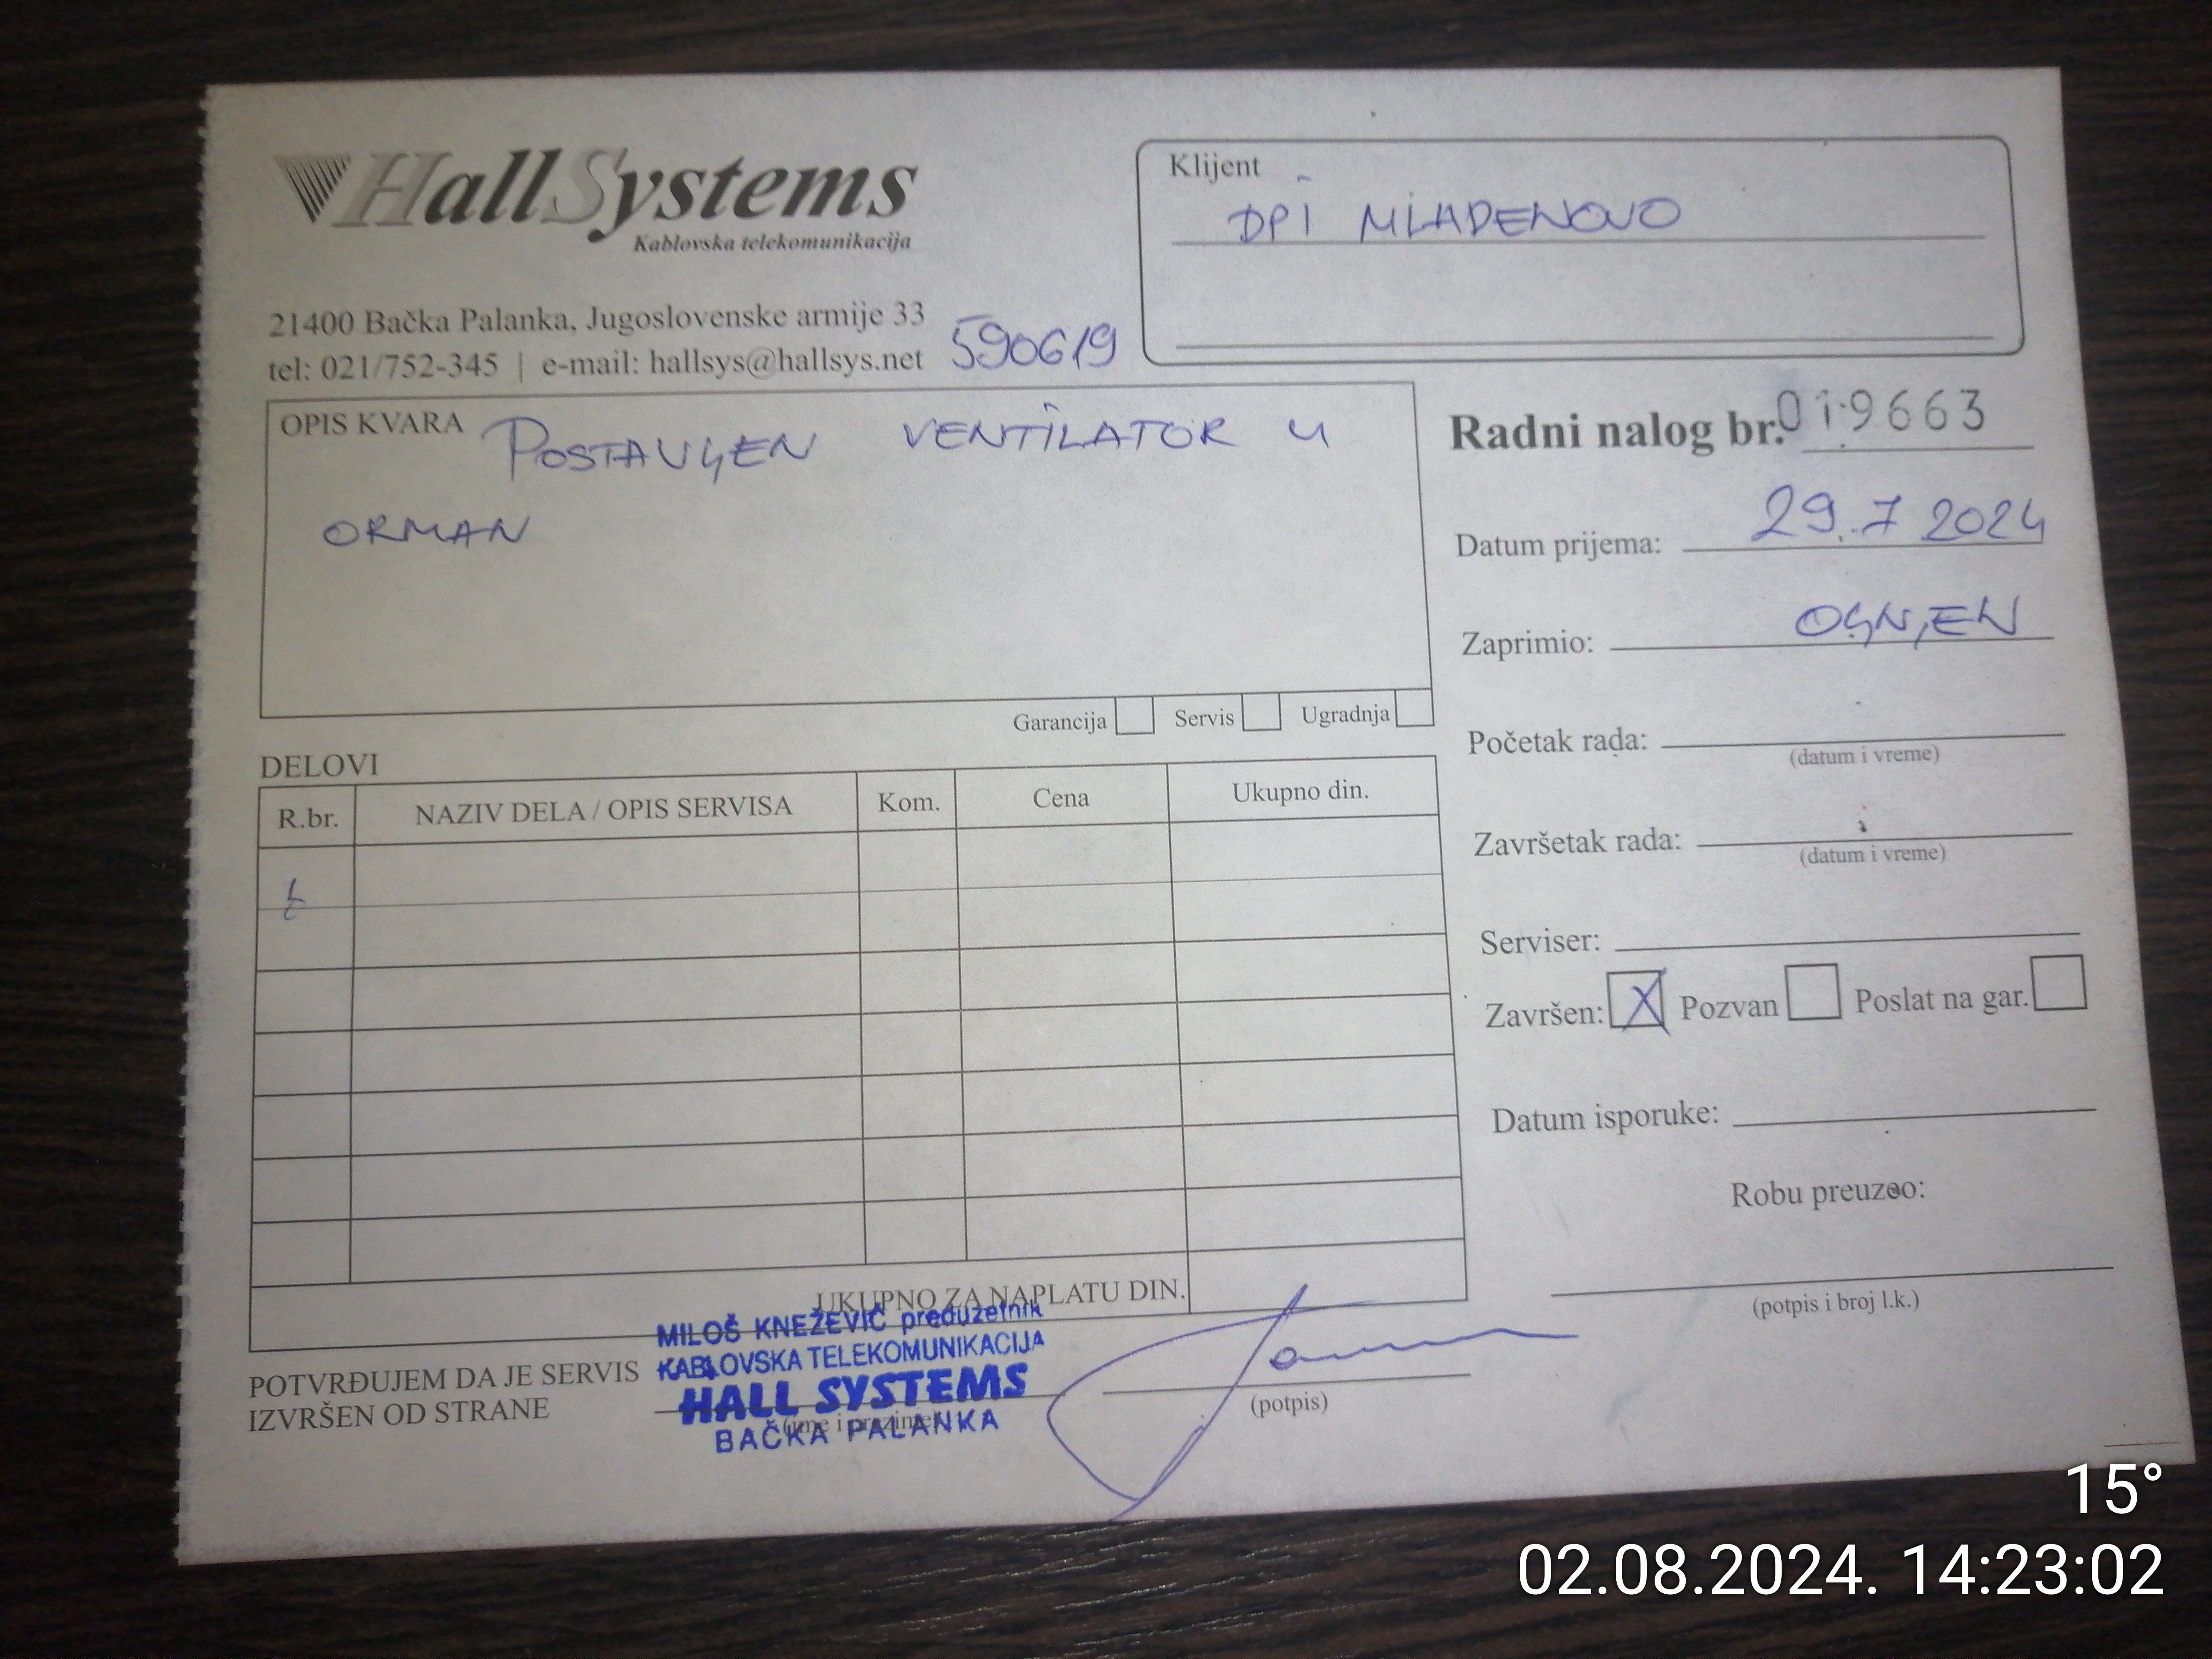 HallSystems
Kablovska telekomunikacija
21400 Bačka Palanka, Jugoslovenske armije 33
tel: 021/752-345 | e-mail: hallsys@hallsys.net
590619
Klijent
DPI MLADENOVO
OPIS KVARA POSTAVLJEN VENTILATOR U
ORMAN
Garancija Servis Ugradnja
Radni nalog br. 019663
Datum prijema: 29.7 2024
Zaprimio: OGNJEN
Početak rada:
(datum i vreme)
Završetak rada:
(datum i vreme)
Serviser:
Završen: X Pozvan Poslat na gar.
Datum isporuke:
Robu preuzeo:
(potpis i broj l.k.)
DELOVI
R.br. NAZIV DELA / OPIS SERVISA Kom. Cena Ukupno din.
UKUPNO ZA NAPLATU DIN.
POTVRĐUJEM DA JE SERVIS
IZVRŠEN OD STRANE
(ime i prezime)
MILOŠ KNEŽEVIĆ preduzetnik
KABLOVSKA TELEKOMUNIKACIJA
HALL SYSTEMS
BAČKA PALANKA
(potpis)
15°
02.08.2024. 14:23:02